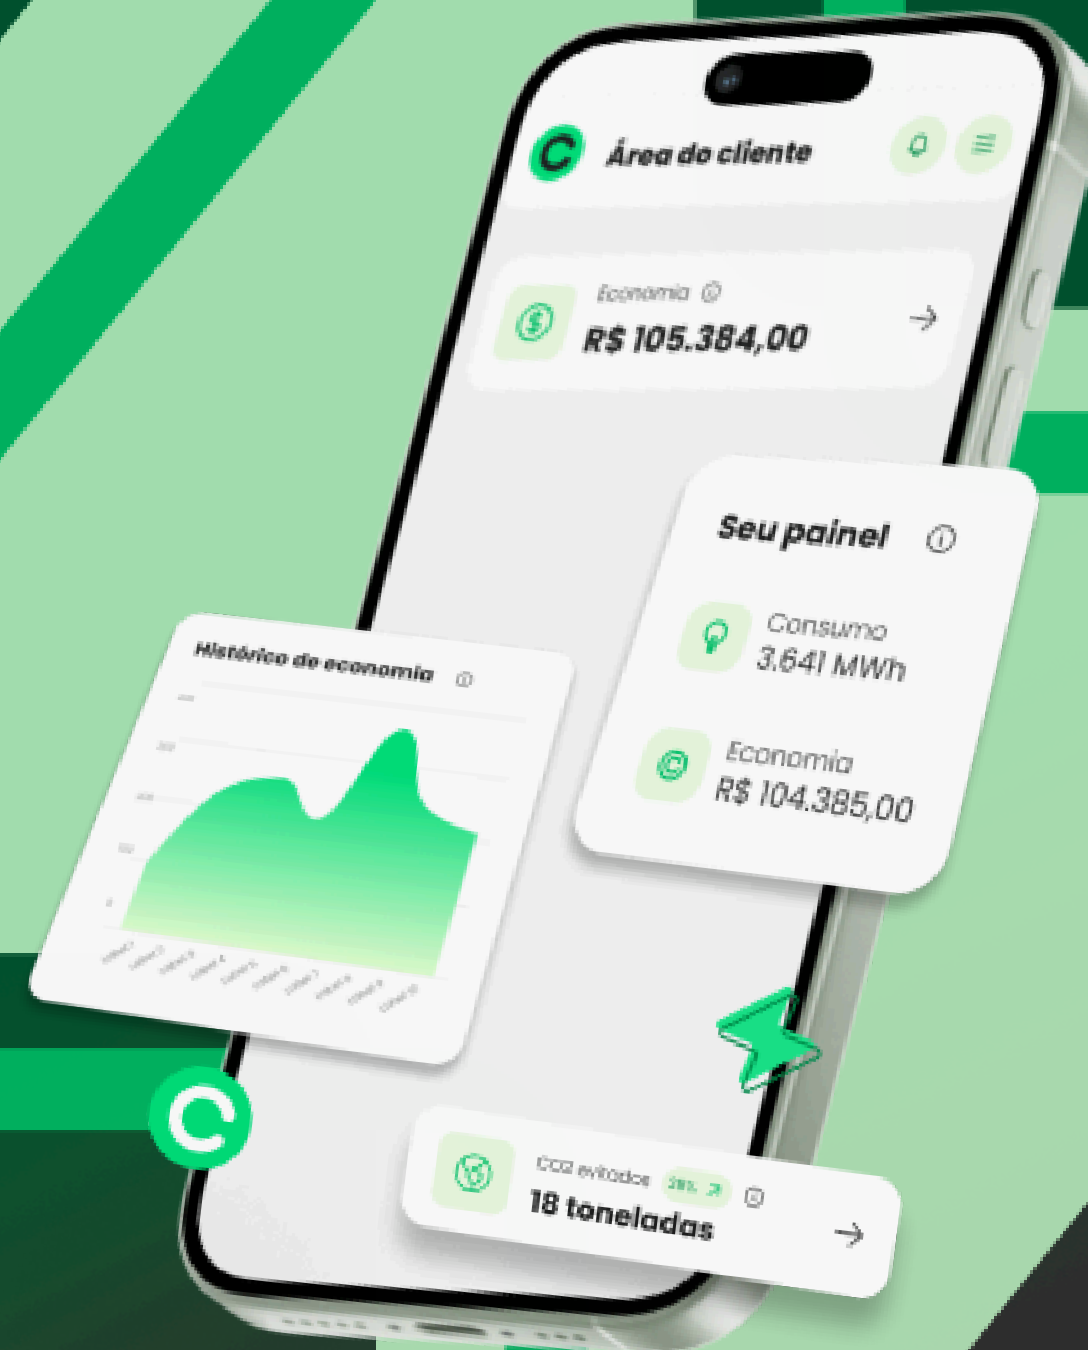 C
Área do cliente
Economia
R$ 105.384,00
Seu painel
Consumo
3.641 MWh
Economia
R$ 104.385,00
Histórico de economia
0
C
CO2 evitados
18 toneladas